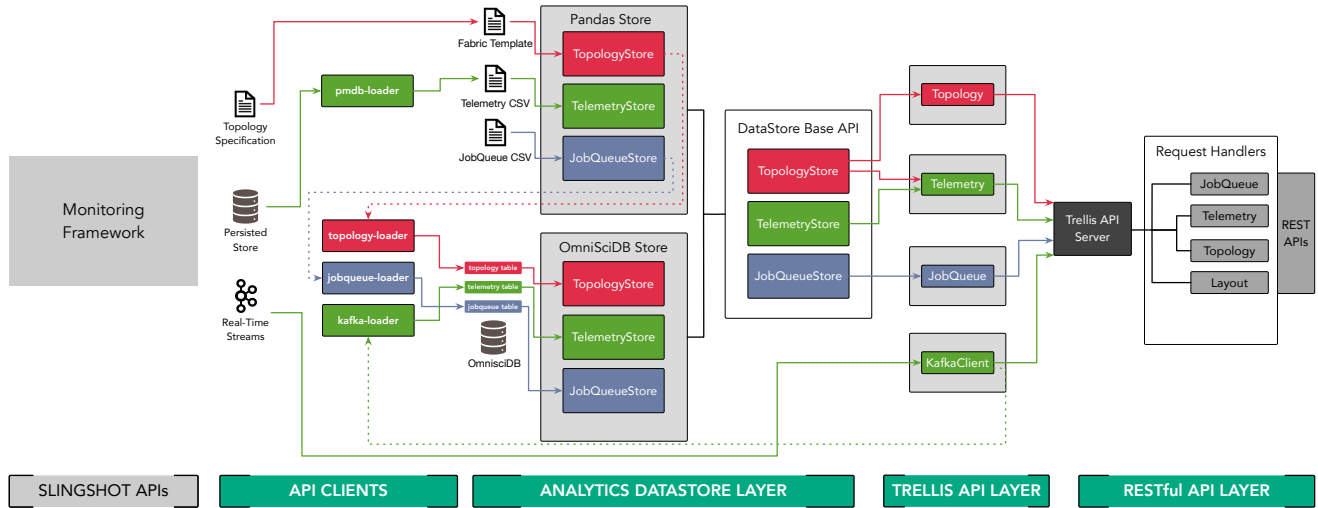 Monitoring
Framework
Topology
Specification
Persisted
Store
Real-Time
Streams
pmdb-loader
topology-loader
jobqueue-loader
kafka-loader
Fabric Template
Telemetry CSV
JobQueue CSV
topology table
telemetry table
jobqueue table
OmnisciDB
Pandas Store
TopologyStore
TelemetryStore
JobQueueStore
OmniSciDB Store
TopologyStore
TelemetryStore
JobQueueStore
DataStore Base API
TopologyStore
TelemetryStore
JobQueueStore
Topology
Telemetry
JobQueue
KafkaClient
Trellis API
Server
Request Handlers
JobQueue
Telemetry
Topology
Layout
REST
APIs
SLINGSHOT APIs
API CLIENTS
ANALYTICS DATASTORE LAYER
TRELLIS API LAYER
RESTful API LAYER